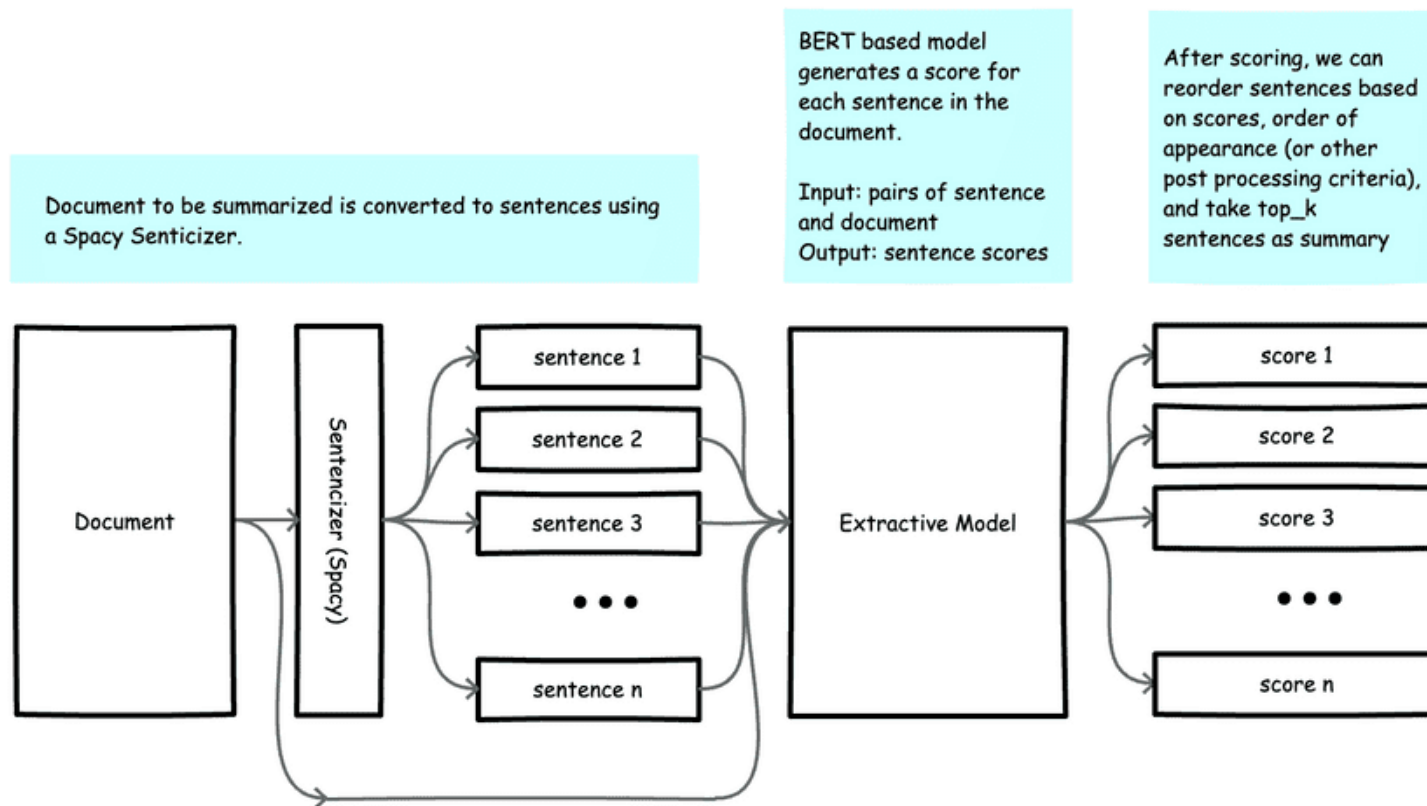 Document to be summarized is converted to sentences using
a Spacy Senticizer.
BERT based model
generates a score for
each sentence in the
document.
Input: pairs of sentence
and document
Output: sentence scores
After scoring, we can
reorder sentences based
on scores, order of
appearance (or other
post processing criteria),
and take top_k
sentences as summary
Document
Sentencizer (Spacy)
sentence 1
sentence 2
sentence 3
sentence n
Extractive Model
score 1
score 2
score 3
score n